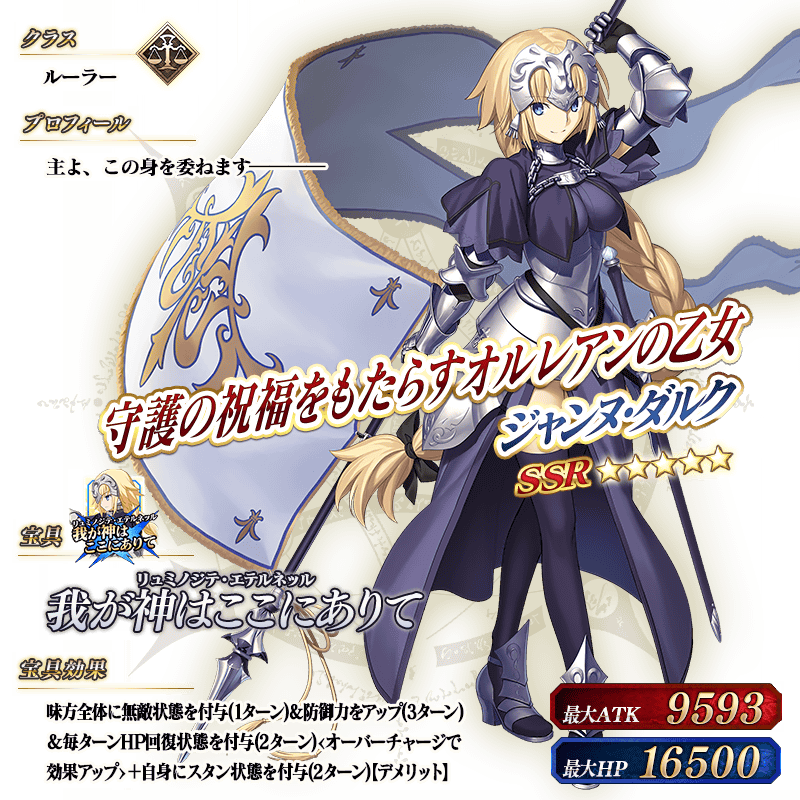 クラス
ルーラー
プロフィール
主よ、この身を委ねます―――
守護の祝福をもたらすオルレアンの乙女
ジャンヌ・ダルク
SSR ☆☆☆☆☆
リュミノジテ・エテルネッル
我が神は
ここにありて
宝具
リュミノジテ・エテルネッル
我が神はここにありて
宝具効果
味方全体に無敵状態を付与(1ターン)&防御力をアップ(3ターン)
&毎ターンHP回復状態を付与(2ターン)<オーバーチャージで
効果アップ>+自身にスタン状態を付与(2ターン)【デメリット】
最大ATK 9593
最大HP 16500